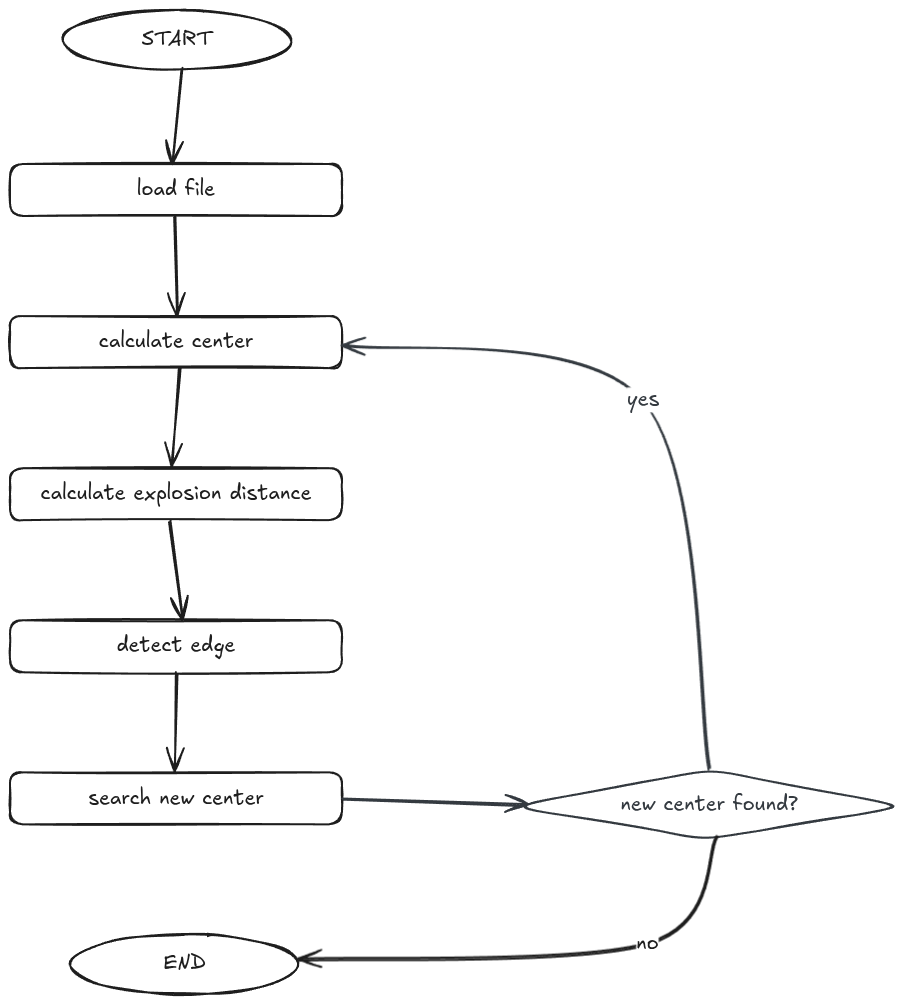 START
load file
calculate center
yes
calculate explosion distance
detect edge
search new center
new center found?
no
END